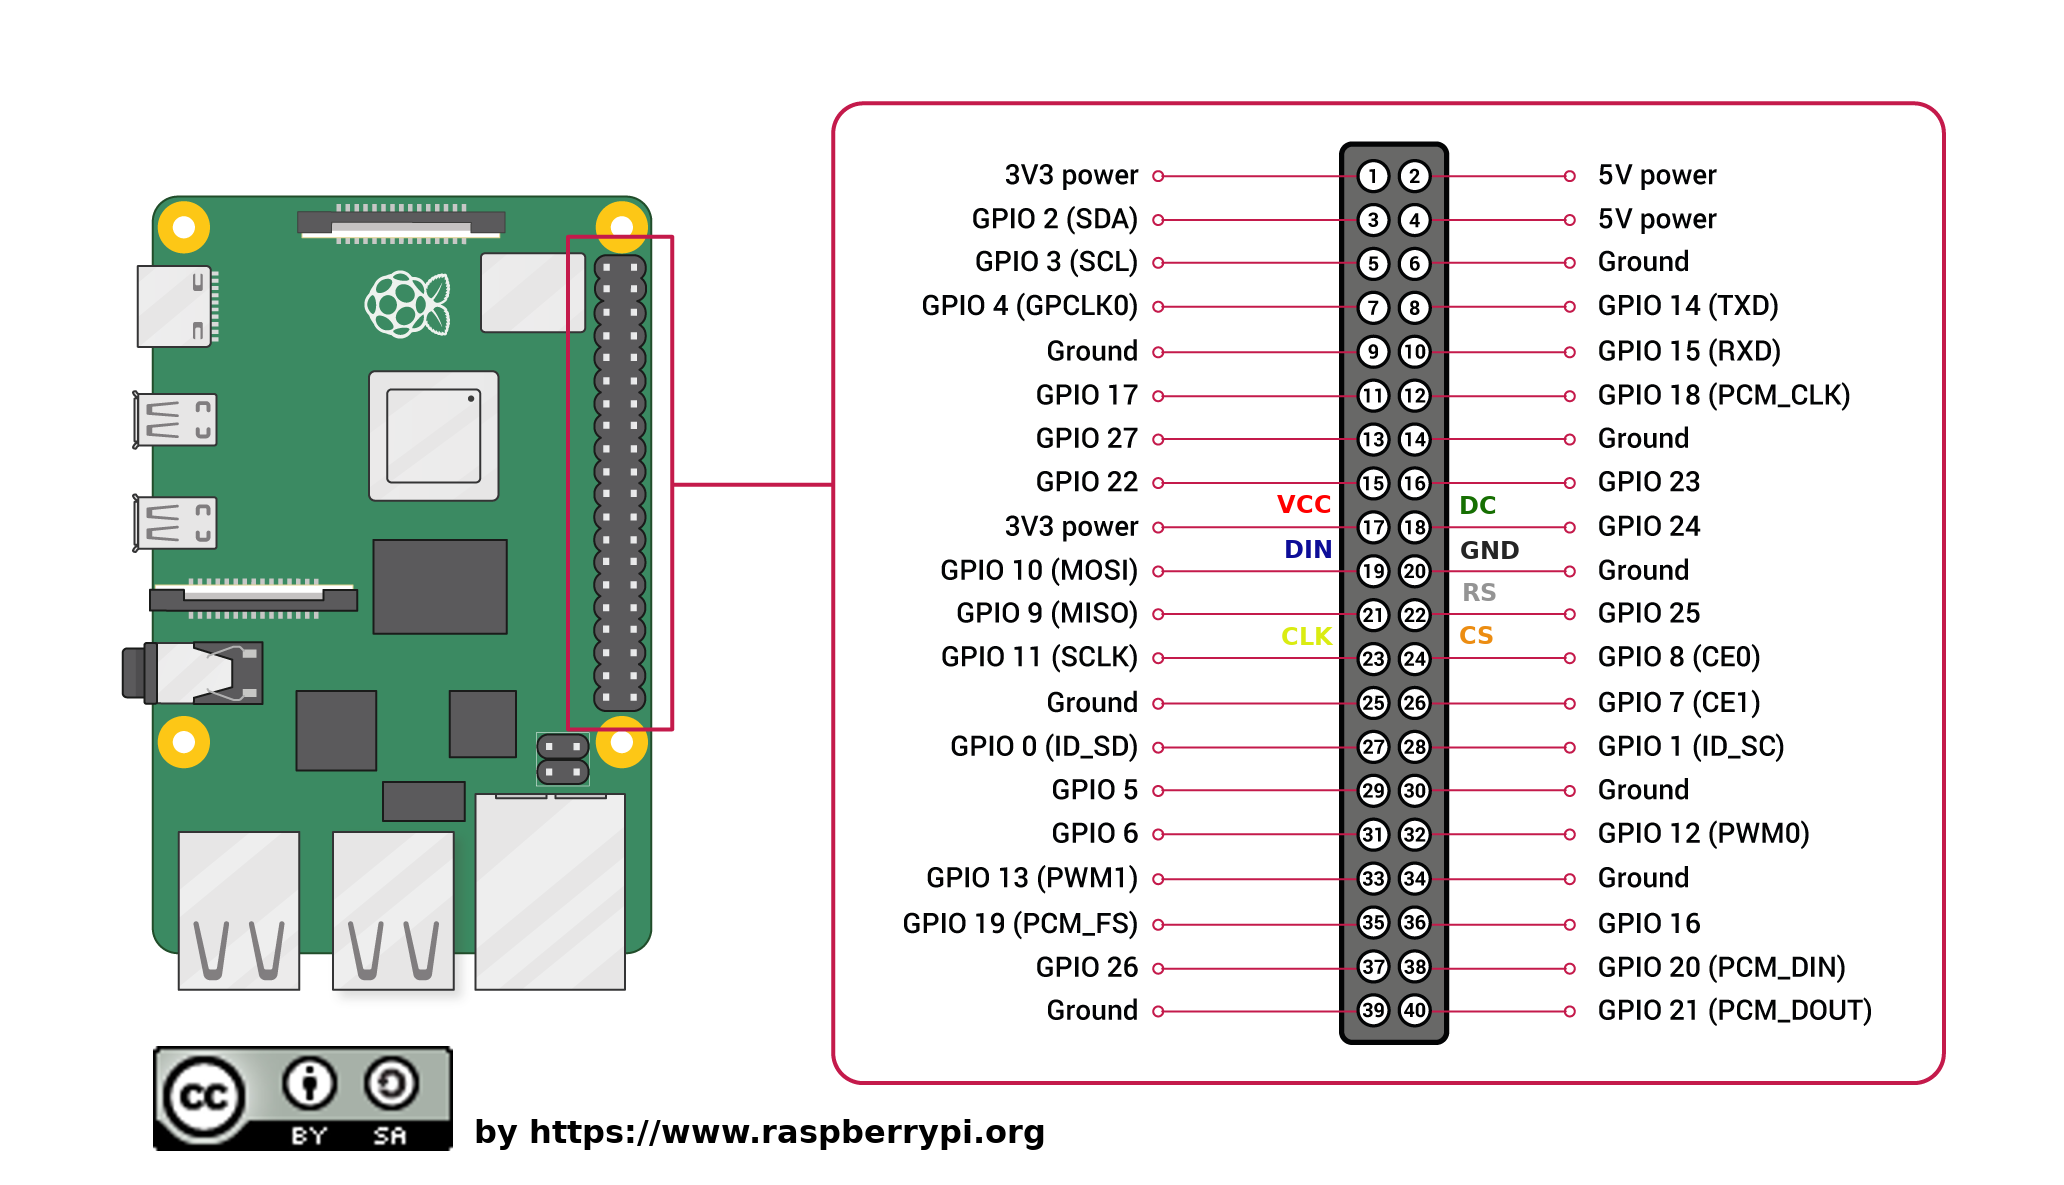 3V3 power 1 2 5V power
GPIO 2 (SDA) 3 4 5V power
GPIO 3 (SCL) 5 6 Ground
GPIO 4 (GPCLK0) 7 8 GPIO 14 (TXD)
Ground 9 10 GPIO 15 (RXD)
GPIO 17 11 12 GPIO 18 (PCM_CLK)
GPIO 27 13 14 Ground
GPIO 22 15 16 GPIO 23
VCC DC
3V3 power 17 18 GPIO 24
DIN GND
GPIO 10 (MOSI) 19 20 Ground
RS
GPIO 9 (MISO) 21 22 GPIO 25
CLK CS
GPIO 11 (SCLK) 23 24 GPIO 8 (CE0)
Ground 25 26 GPIO 7 (CE1)
GPIO 0 (ID_SD) 27 28 GPIO 1 (ID_SC)
GPIO 5 29 30 Ground
GPIO 6 31 32 GPIO 12 (PWM0)
GPIO 13 (PWM1) 33 34 Ground
GPIO 19 (PCM_FS) 35 36 GPIO 16
GPIO 26 37 38 GPIO 20 (PCM_DIN)
Ground 39 40 GPIO 21 (PCM_DOUT)
CC
BY SA
by https://www.raspberrypi.org